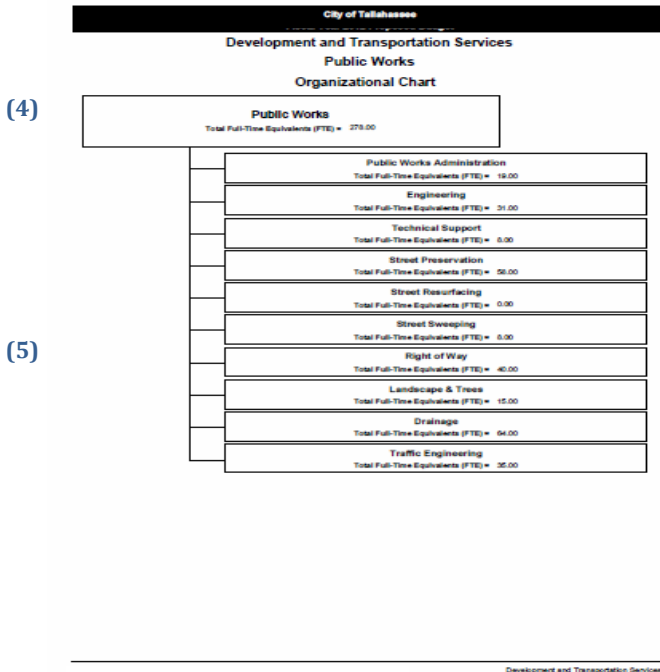 City of Tallahassee
Development and Transportation Services
Public Works
Organizational Chart
(4)
Public Works
Total Full-Time Equivalents (FTE) = 278.00
Public Works Administration
Total Full-Time Equivalents (FTE) = 19.00
Engineering
Total Full-Time Equivalents (FTE) = 31.00
Technical Support
Total Full-Time Equivalents (FTE) = 8.00
Street Preservation
Total Full-Time Equivalents (FTE) = 58.00
Street Resurfacing
Total Full-Time Equivalents (FTE) = 0.00
Street Sweeping
Total Full-Time Equivalents (FTE) = 8.00
(5)
Right of Way
Total Full-Time Equivalents (FTE) = 40.00
Landscape & Trees
Total Full-Time Equivalents (FTE) = 15.00
Drainage
Total Full-Time Equivalents (FTE) = 64.00
Traffic Engineering
Total Full-Time Equivalents (FTE) = 35.00
Development and Transportation Services